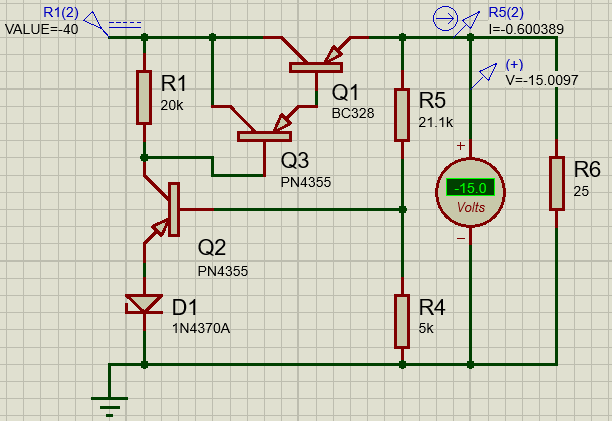 R1(2)
VALUE=-40
R5(2)
I=-0.600389
(+)
V=-15.0097
R1
20k
Q1
BC328
R5
21.1k
Q3
PN4355
+
-15.0
Volts
−
R6
25
Q2
PN4355
D1
1N4370A
R4
5k